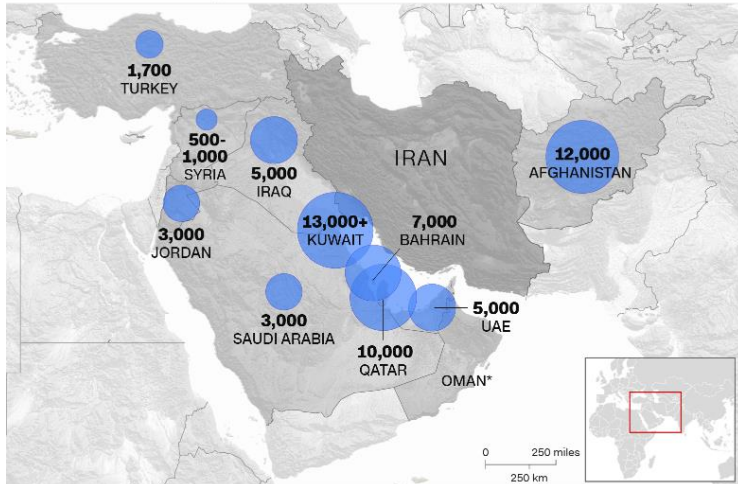 1,700
TURKEY
500-
1,000
SYRIA
5,000
IRAQ
IRAN
12,000
AFGHANISTAN
3,000
JORDAN
13,000+
KUWAIT
7,000
BAHRAIN
3,000
SAUDI ARABIA
5,000
UAE
10,000
QATAR
OMAN*
0 250 miles
250 km